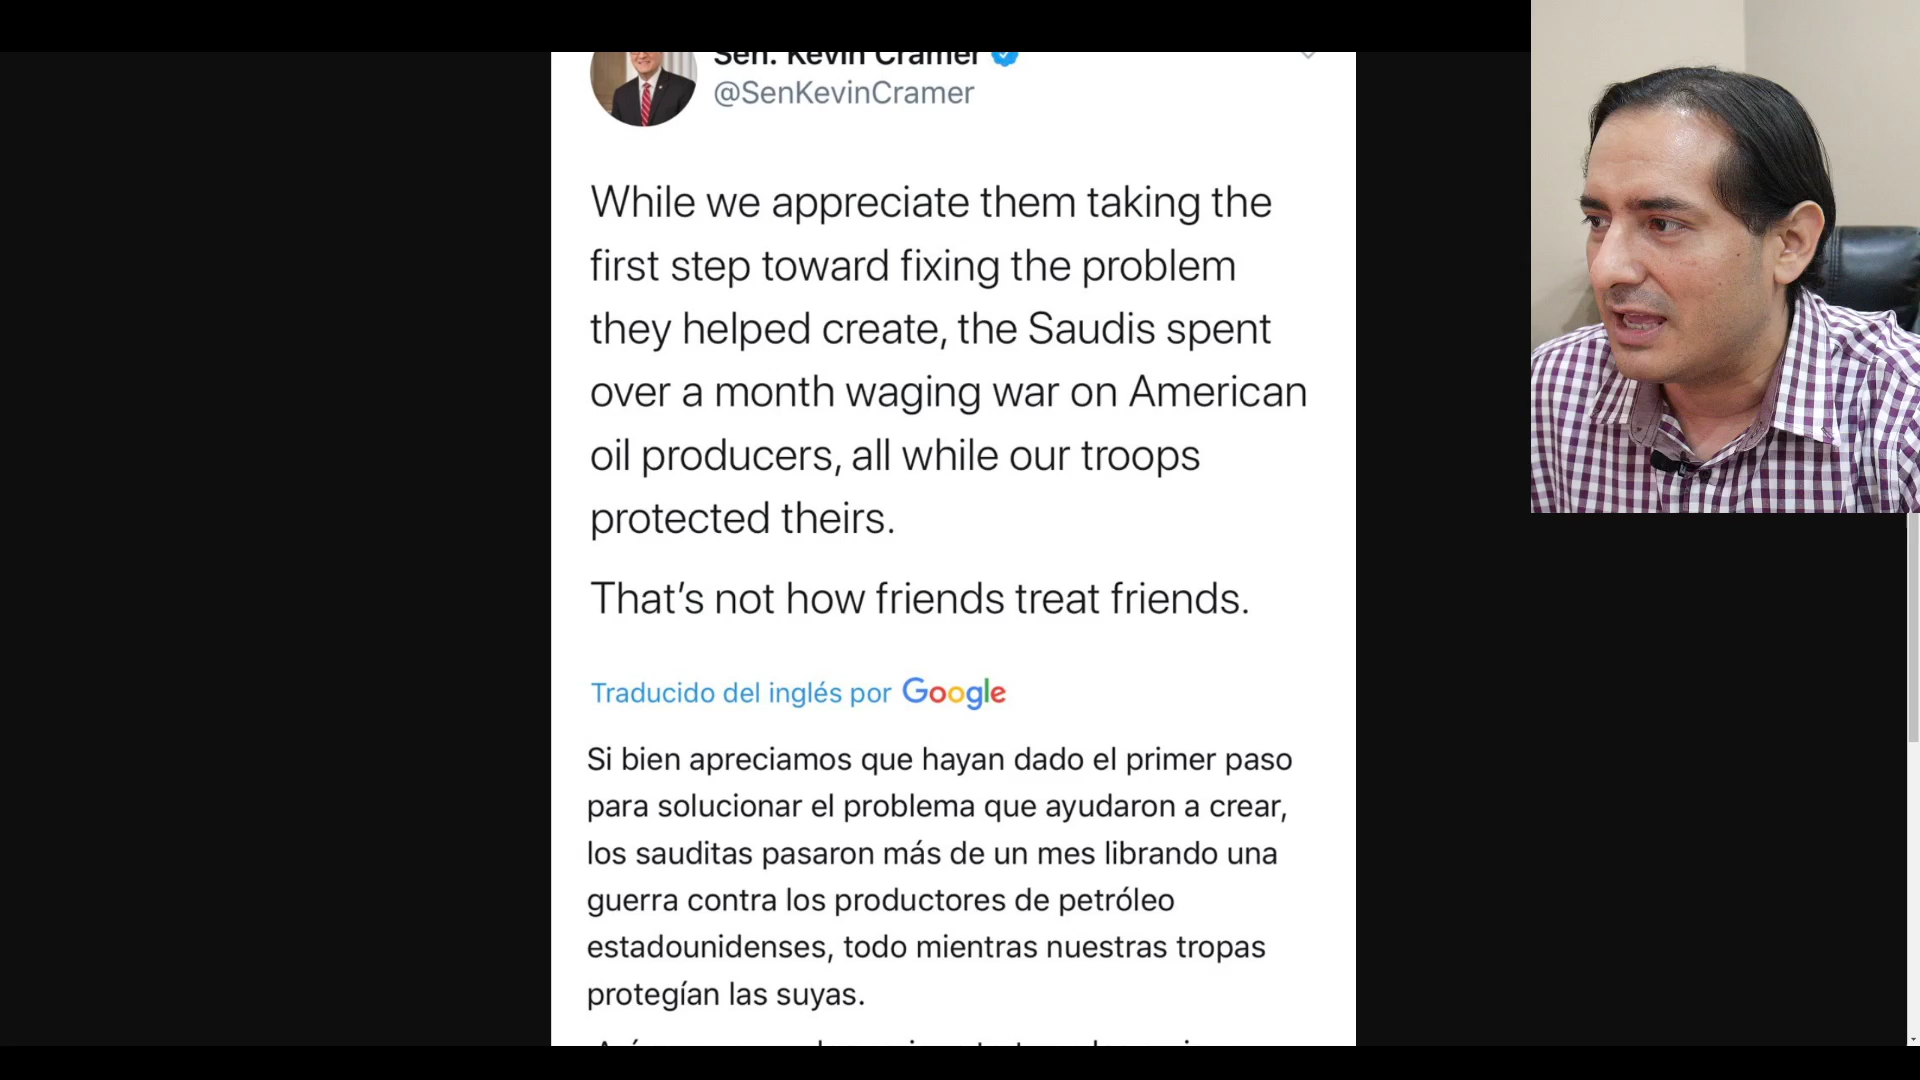 Sen. Kevin Cramer
@SenKevinCramer
While we appreciate them taking the
first step toward fixing the problem
they helped create, the Saudis spent
over a month waging war on American
oil producers, all while our troops
protected theirs.
That's not how friends treat friends.
Traducido del inglés por Google
Si bien apreciamos que hayan dado el primer paso
para solucionar el problema que ayudaron a crear,
los sauditas pasaron más de un mes librando una
guerra contra los productores de petróleo
estadounidenses, todo mientras nuestras tropas
protegían las suyas.